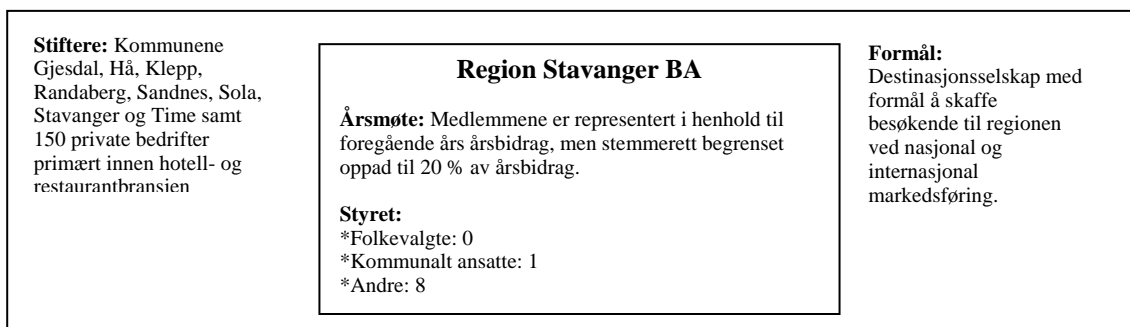 Stiftere: Kommunene
Gjesdal, Hå, Klepp,
Randaberg, Sandnes, Sola,
Stavanger og Time samt
150 private bedrifter
primært innen hotell- og
restaurantbransjen
Region Stavanger BA
Årsmøte: Medlemmene er representert i henhold til
foregående års årsbidrag, men stemmerett begrenset
oppad til 20 % av årsbidrag.
Styret:
*Folkevalgte: 0
*Kommunalt ansatte: 1
*Andre: 8
Formål:
Destinasjonsselskap med
formål å skaffe
besøkende til regionen
ved nasjonal og
internasjonal
markedsføring.